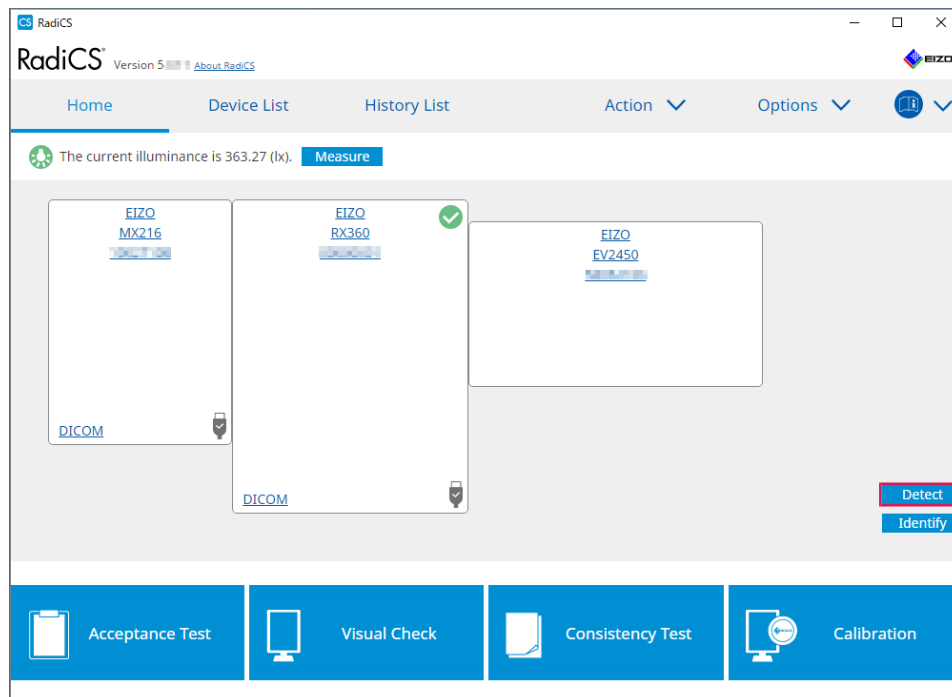 CS RadiCS
RadiCS Version 5. About RadiCS
EIZO
Home Device List History List Action Options
The current illuminance is 363.27 (lx). Measure
EIZO
MX216
DICOM
EIZO
RX360
DICOM
EIZO
EV2450
Detect
Identify
Acceptance Test Visual Check Consistency Test Calibration